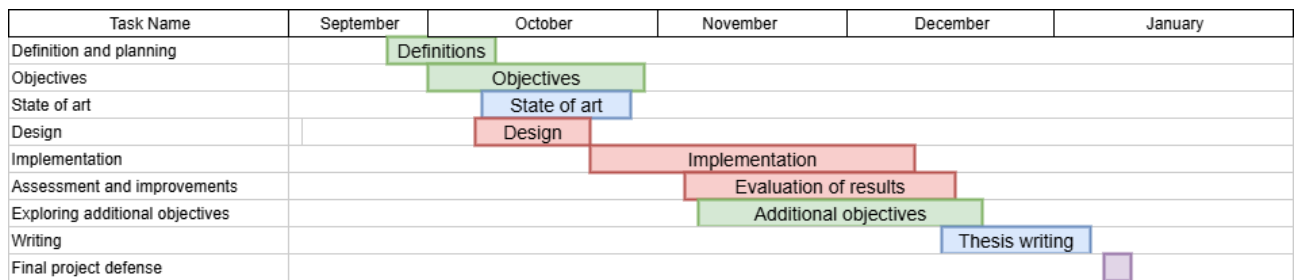 Task Name September October November December January
Definition and planning Definitions
Objectives Objectives
State of art State of art
Design Design
Implementation Implementation
Assessment and improvements Evaluation of results
Exploring additional objectives Additional objectives
Writing Thesis writing
Final project defense